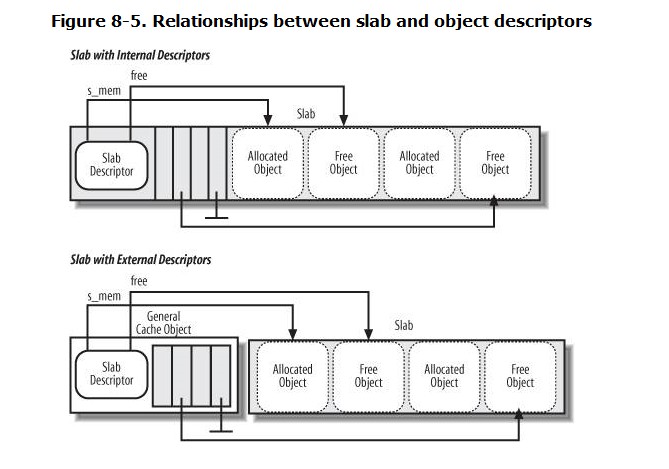 Figure 8-5. Relationships between slab and object descriptors
Slab with Internal Descriptors
free
s_mem
Slab
Slab
Descriptor
Allocated
Object
Free
Object
Allocated
Object
Free
Object
Slab with External Descriptors
free
s_mem
General
Cache Object
Slab
Slab
Descriptor
Allocated
Object
Free
Object
Allocated
Object
Free
Object